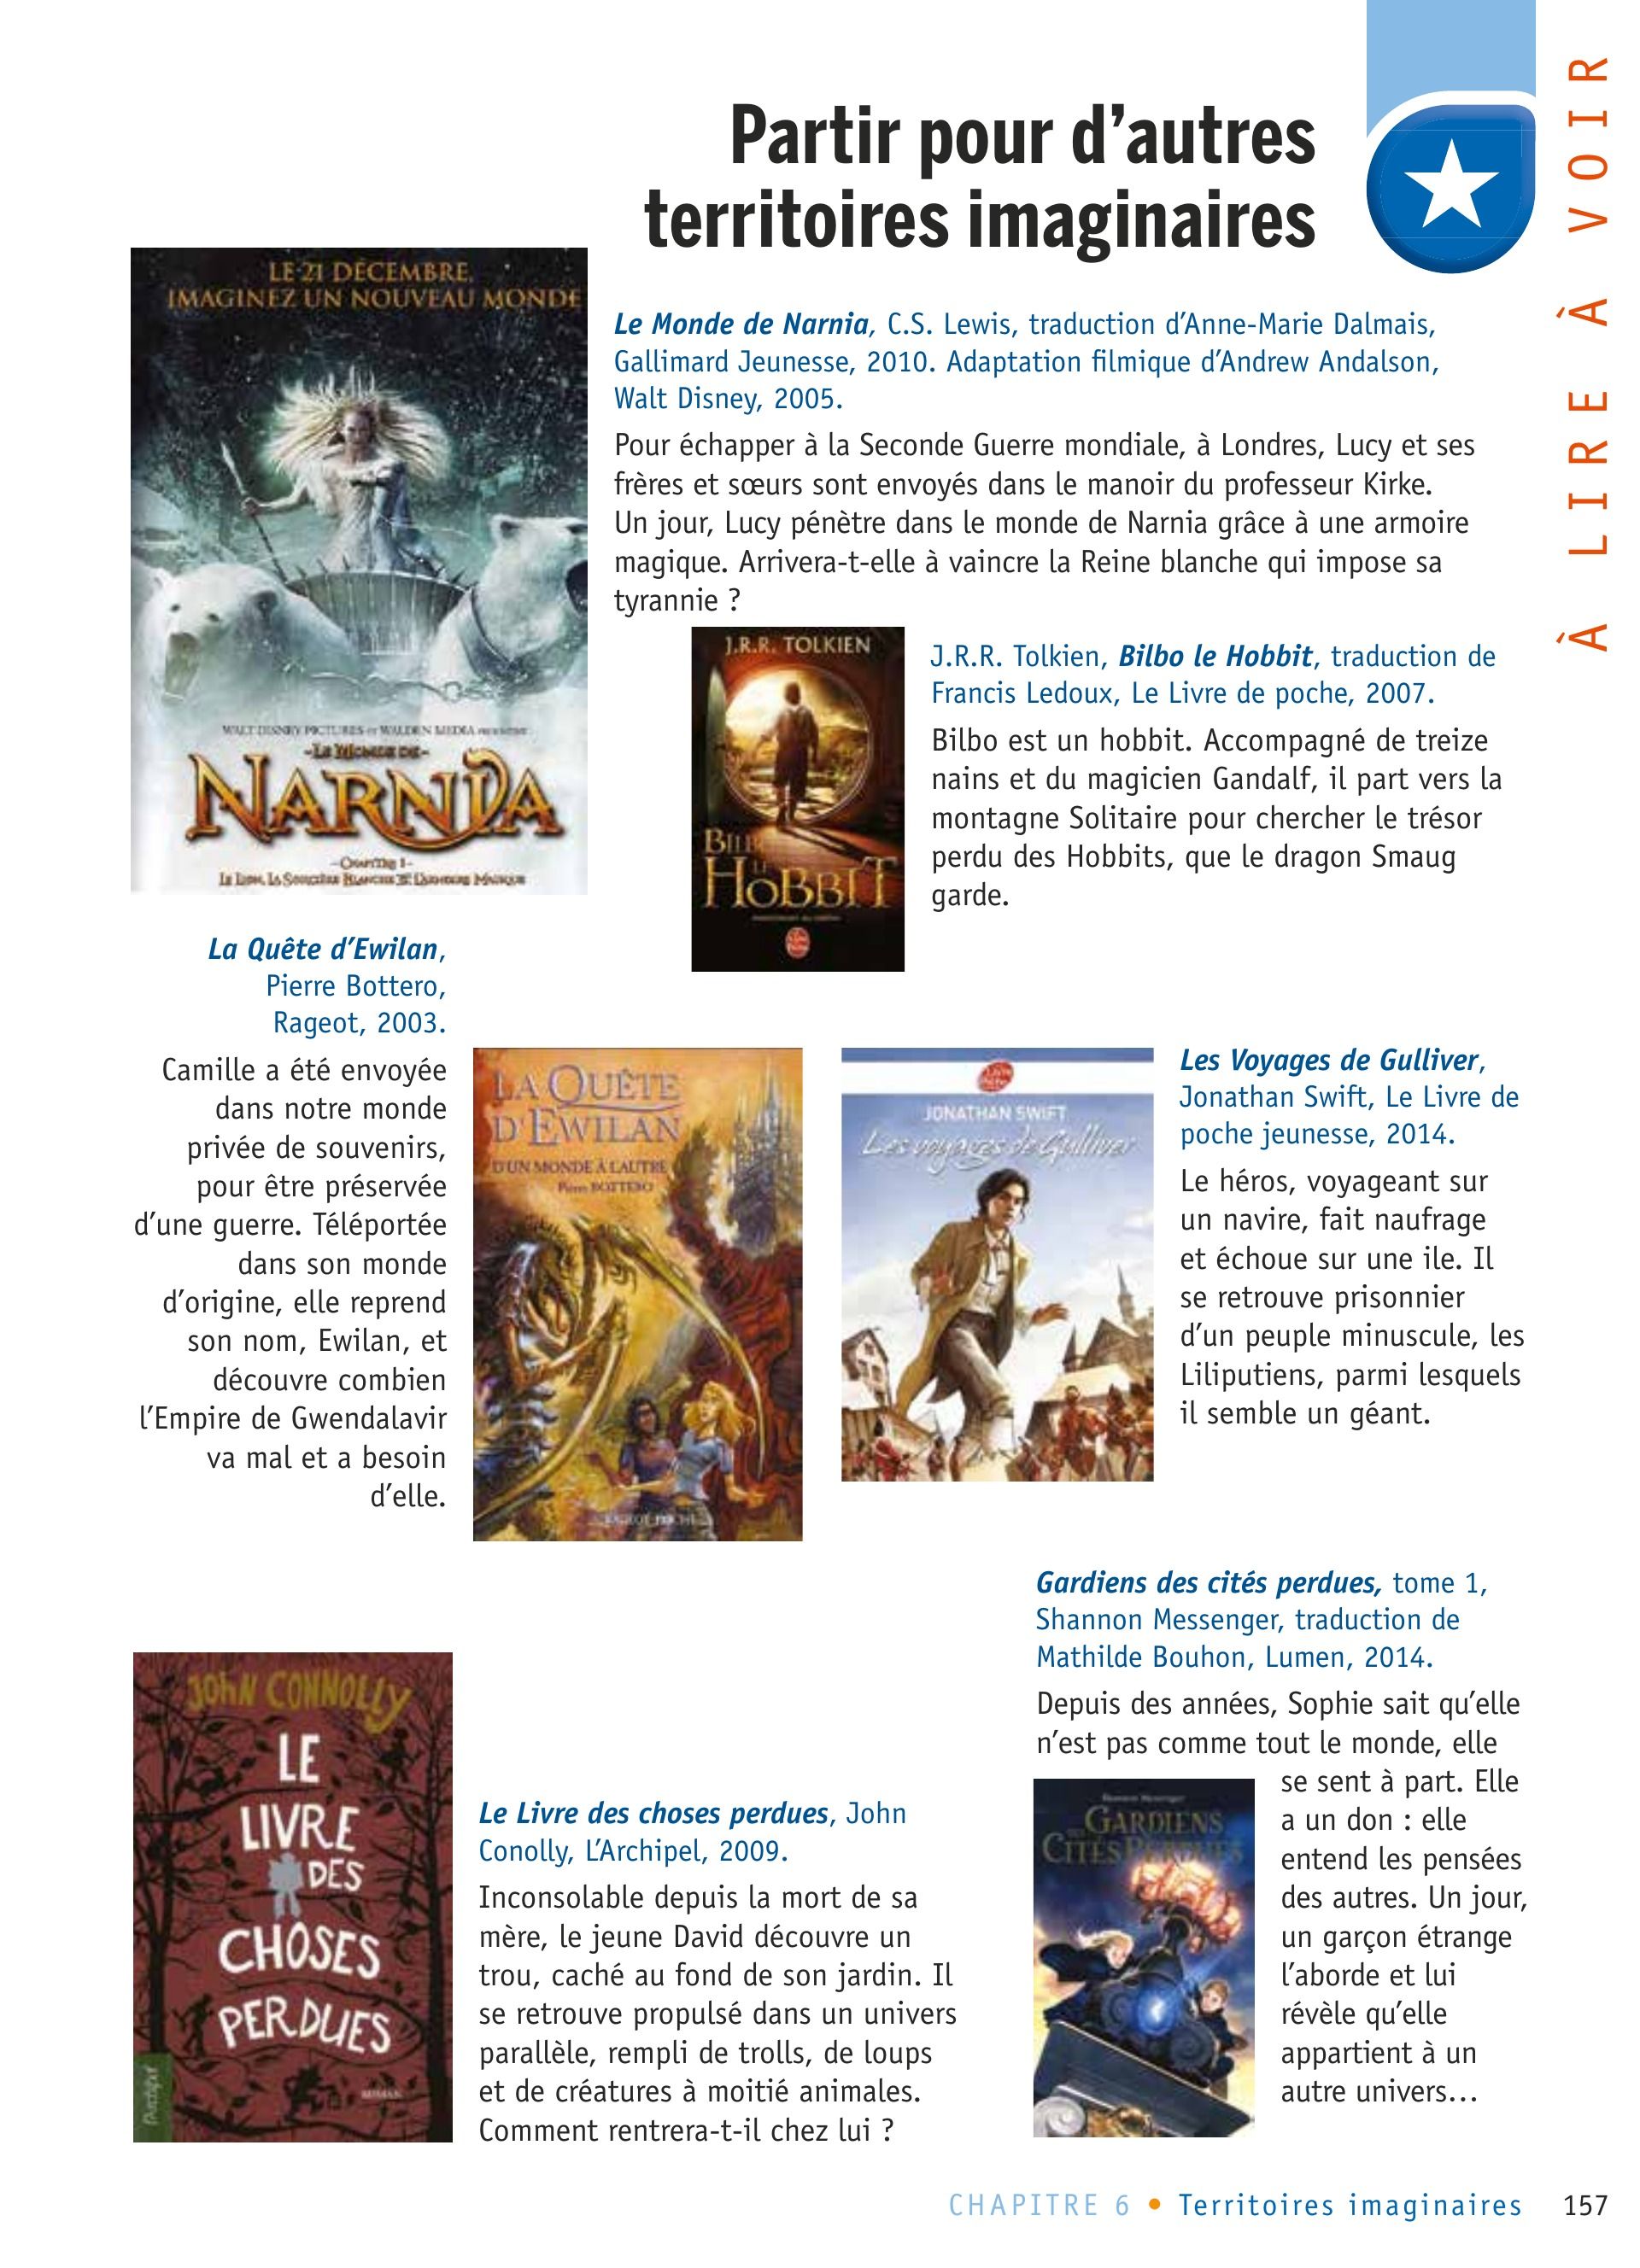 À LIRE À VOIR
Partir pour d'autres
territoires imaginaires
LE 21 DÉCEMBRE,
IMAGINEZ UN NOUVEAU MONDE
WALT DISNEY PICTURES ET WALDEN MEDIA
-LE MONDE DE-
NARNIA
-CHAPITRE 1-
LE LION, LA SORCIÈRE BLANCHE ET L'ARMOIRE MAGIQUE
Le Monde de Narnia, C.S. Lewis, traduction d'Anne-Marie Dalmais,
Gallimard Jeunesse, 2010. Adaptation filmique d'Andrew Andalson,
Walt Disney, 2005.
Pour échapper à la Seconde Guerre mondiale, à Londres, Lucy et ses
frères et sœurs sont envoyés dans le manoir du professeur Kirke.
Un jour, Lucy pénètre dans le monde de Narnia grâce à une armoire
magique. Arrivera-t-elle à vaincre la Reine blanche qui impose sa
tyrannie ?
J.R.R. TOLKIEN
BILBO
LE
HOBBIT
J.R.R. Tolkien, Bilbo le Hobbit, traduction de
Francis Ledoux, Le Livre de poche, 2007.
Bilbo est un hobbit. Accompagné de treize
nains et du magicien Gandalf, il part vers la
montagne Solitaire pour chercher le trésor
perdu des Hobbits, que le dragon Smaug
garde.
La Quête d'Ewilan,
Pierre Bottero,
Rageot, 2003.
Camille a été envoyée
dans notre monde
privée de souvenirs,
pour être préservée
d'une guerre. Téléportée
dans son monde
d'origine, elle reprend
son nom, Ewilan, et
découvre combien
l'Empire de Gwendalavir
va mal et a besoin
d'elle.
LA QUÊTE
D'EWILAN
D'UN MONDE À L'AUTRE
Pierre BOTTERO
RAGEOT POCHE
JONATHAN SWIFT
Les voyages de Gulliver
Les Voyages de Gulliver,
Jonathan Swift, Le Livre de
poche jeunesse, 2014.
Le héros, voyageant sur
un navire, fait naufrage
et échoue sur une ile. Il
se retrouve prisonnier
d'un peuple minuscule, les
Liliputiens, parmi lesquels
il semble un géant.
JOHN CONNOLLY
LE
LIVRE
DES
CHOSES
PERDUES
ROMAN
Le Livre des choses perdues, John
Conolly, L'Archipel, 2009.
Inconsolable depuis la mort de sa
mère, le jeune David découvre un
trou, caché au fond de son jardin. Il
se retrouve propulsé dans un univers
parallèle, rempli de trolls, de loups
et de créatures à moitié animales.
Comment rentrera-t-il chez lui ?
Gardiens des cités perdues, tome 1,
Shannon Messenger, traduction de
Mathilde Bouhon, Lumen, 2014.
Depuis des années, Sophie sait qu'elle
n'est pas comme tout le monde, elle
se sent à part. Elle
a un don : elle
entend les pensées
des autres. Un jour,
un garçon étrange
l'aborde et lui
révèle qu'elle
appartient à un
autre univers…
Shannon Messenger
GARDIENS
CITÉS PERDUES
CHAPITRE 6 • Territoires imaginaires 157